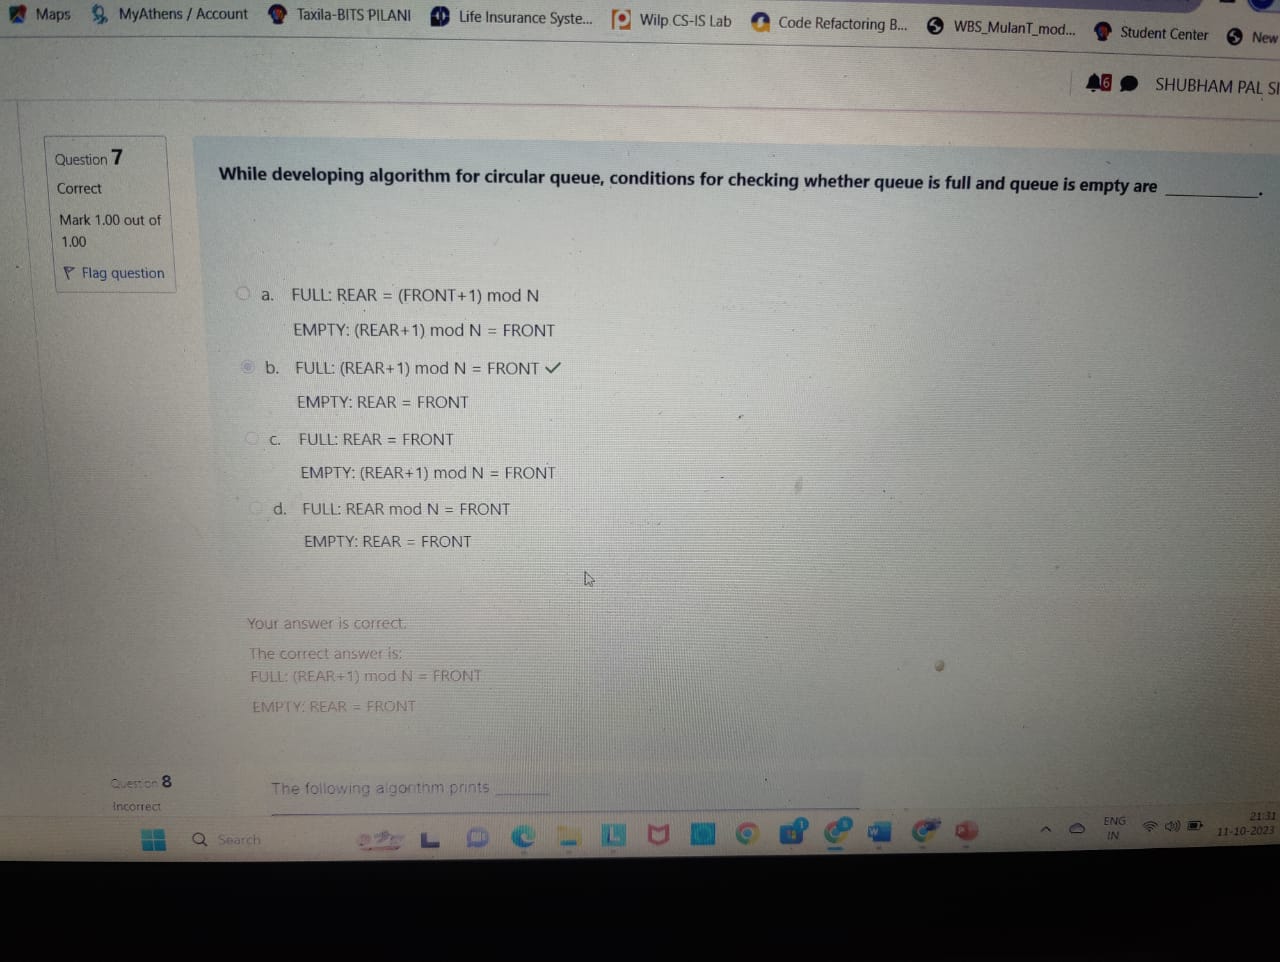 Maps MyAthens / Account Taxila-BITS PILANI Life Insurance Syste... Wilp CS-IS Lab Code Refactoring B... WBS_MulanT_mod... Student Center New
6 SHUBHAM PAL SI
Question 7
Correct
Mark 1.00 out of
1.00
Flag question
While developing algorithm for circular queue, conditions for checking whether queue is full and queue is empty are __________.
a. FULL: REAR = (FRONT+1) mod N
EMPTY: (REAR+1) mod N = FRONT
b. FULL: (REAR+1) mod N = FRONT ✓
EMPTY: REAR = FRONT
c. FULL: REAR = FRONT
EMPTY: (REAR+1) mod N = FRONT
d. FULL: REAR mod N = FRONT
EMPTY: REAR = FRONT
Your answer is correct.
The correct answer is:
FULL: (REAR+1) mod N = FRONT
EMPTY: REAR = FRONT
Question 8
Incorrect
The following algorithm prints ______
Search
ENG
IN
21:31
11-10-2023